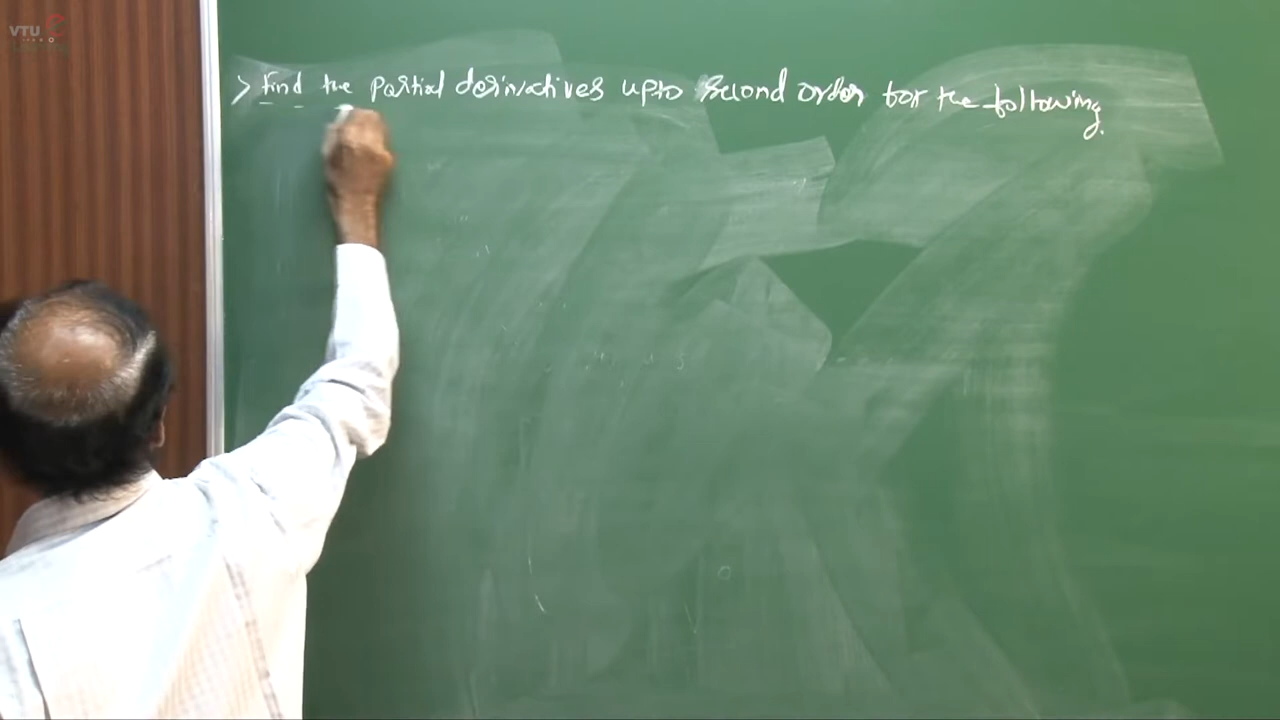 VTU
> Find the partial derivatives upto second order for the following.